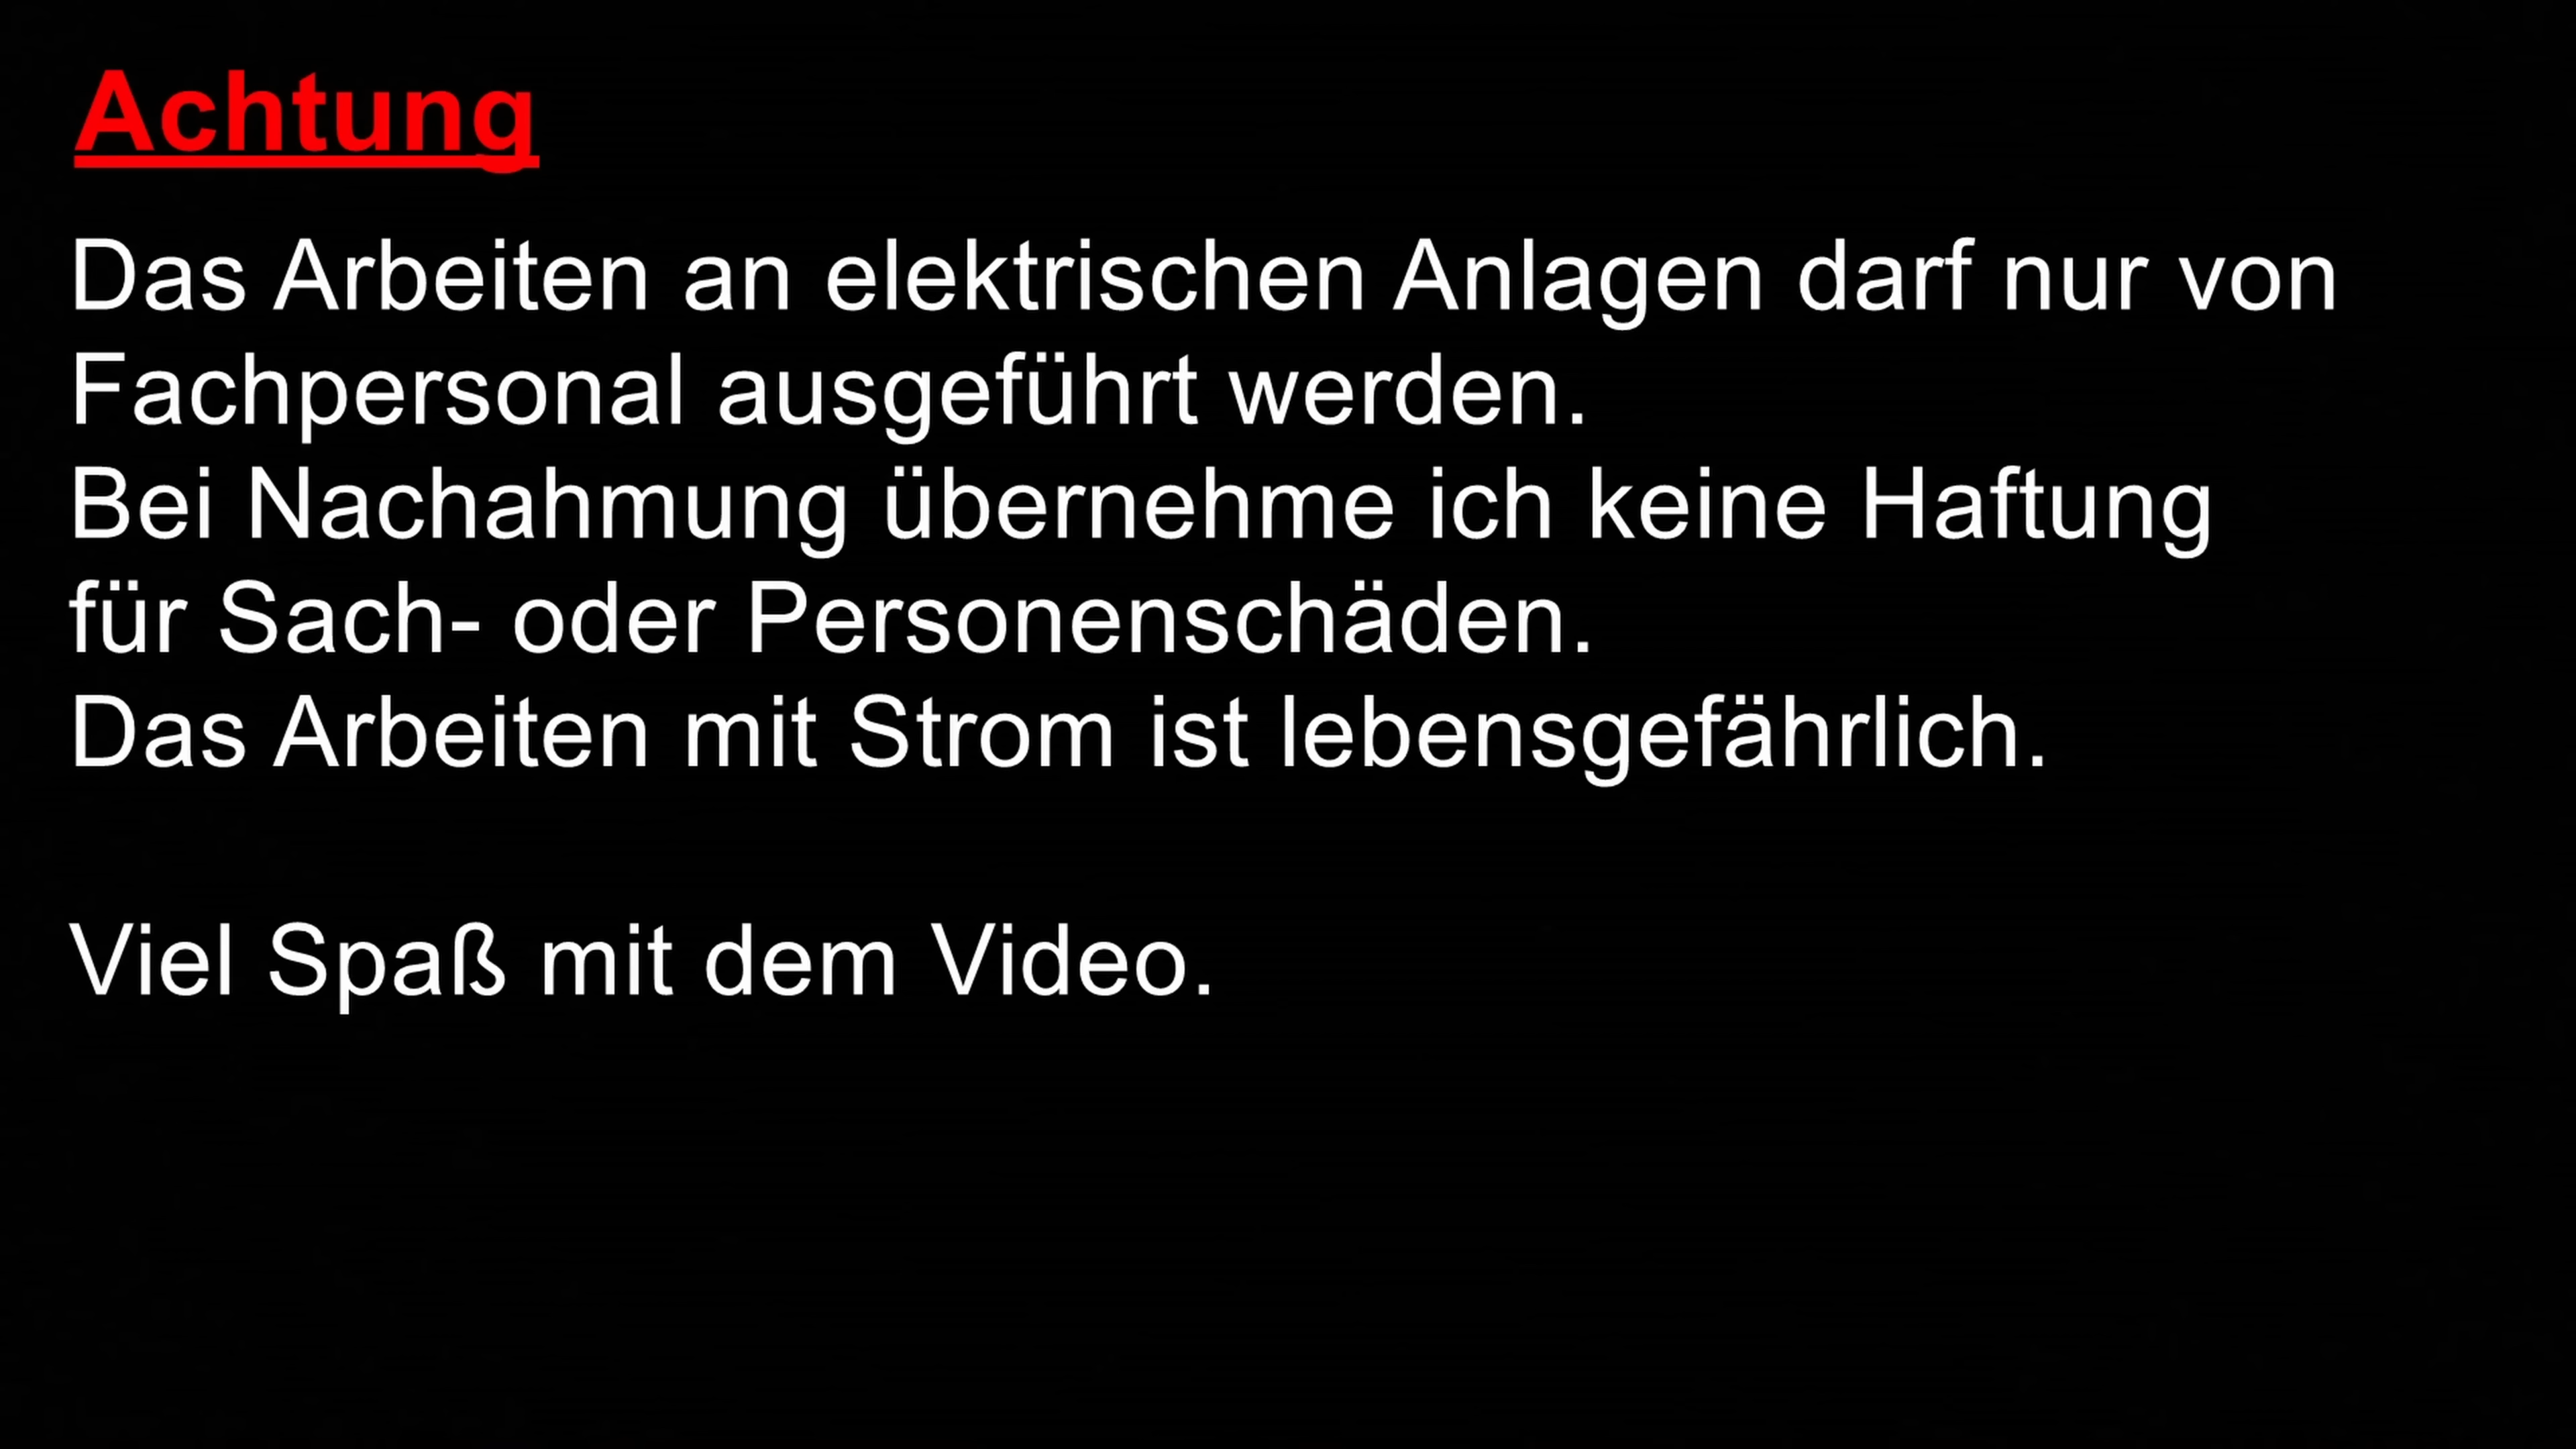 Achtung
Das Arbeiten an elektrischen Anlagen darf nur von
Fachpersonal ausgeführt werden.
Bei Nachahmung übernehme ich keine Haftung
für Sach- oder Personenschäden.
Das Arbeiten mit Strom ist lebensgefährlich.
Viel Spaß mit dem Video.